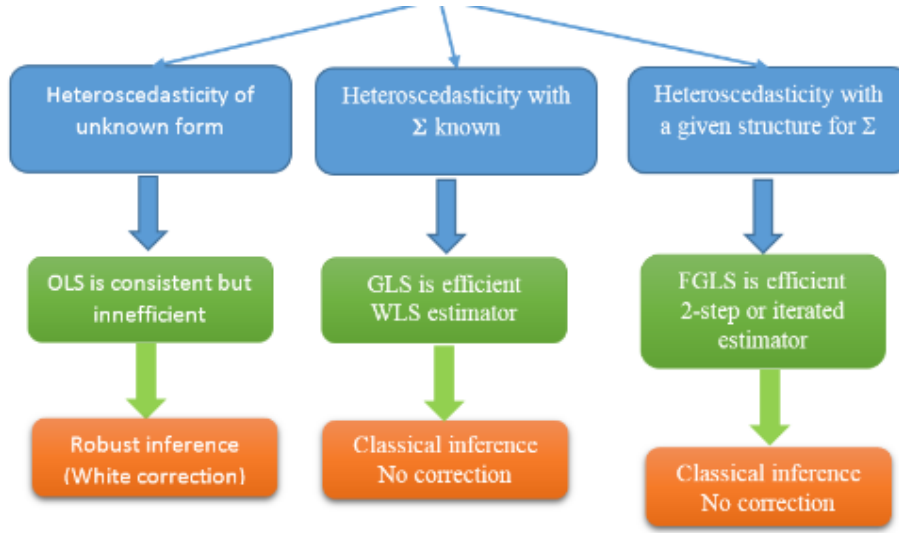 Heteroscedasticity of
unknown form
Heteroscedasticity with
Σ known
Heteroscedasticity with
a given structure for Σ
OLS is consistent but
innefficient
GLS is efficient
WLS estimator
FGLS is efficient
2-step or iterated
estimator
Robust inference
(White correction)
Classical inference
No correction
Classical inference
No correction